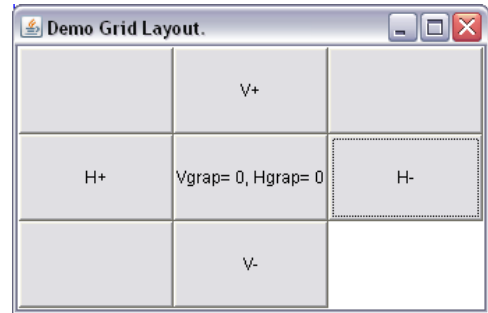 Demo Grid Layout.
V+
H+
Vgrap= 0, Hgrap= 0
H-
V-